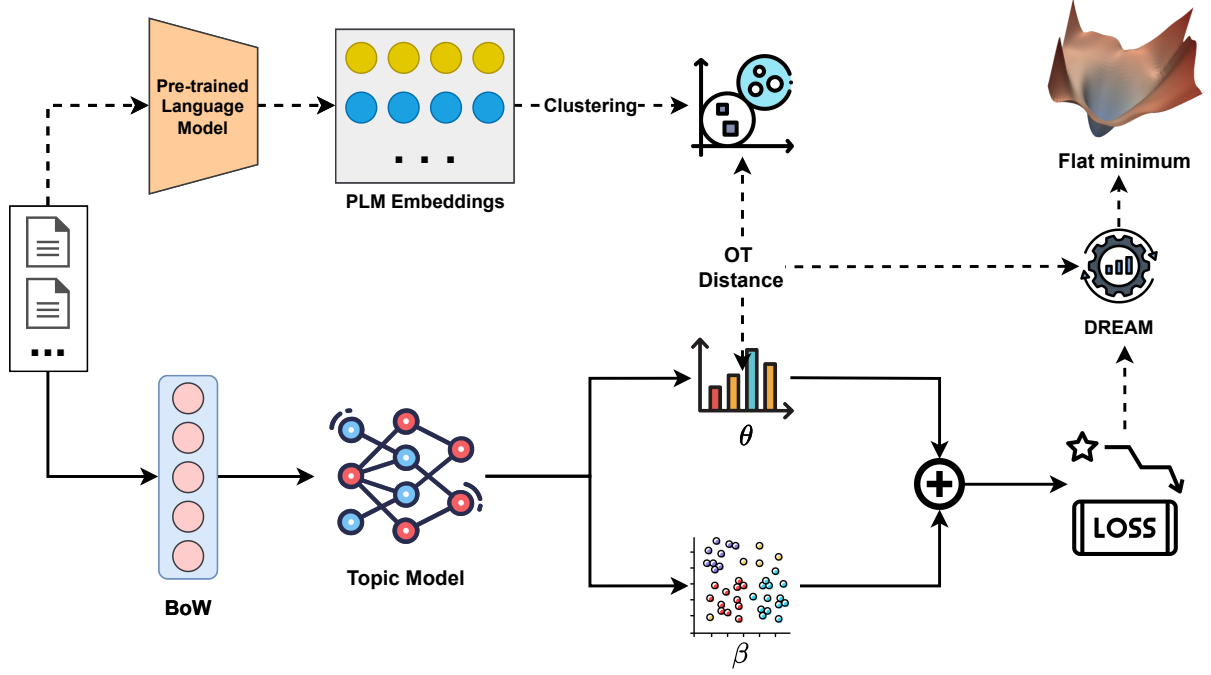 Pre-trained
Language
Model
PLM Embeddings
. . .
Clustering
Flat minimum
OT
Distance
DREAM
...
BoW
Topic Model
θ
β
LOSS